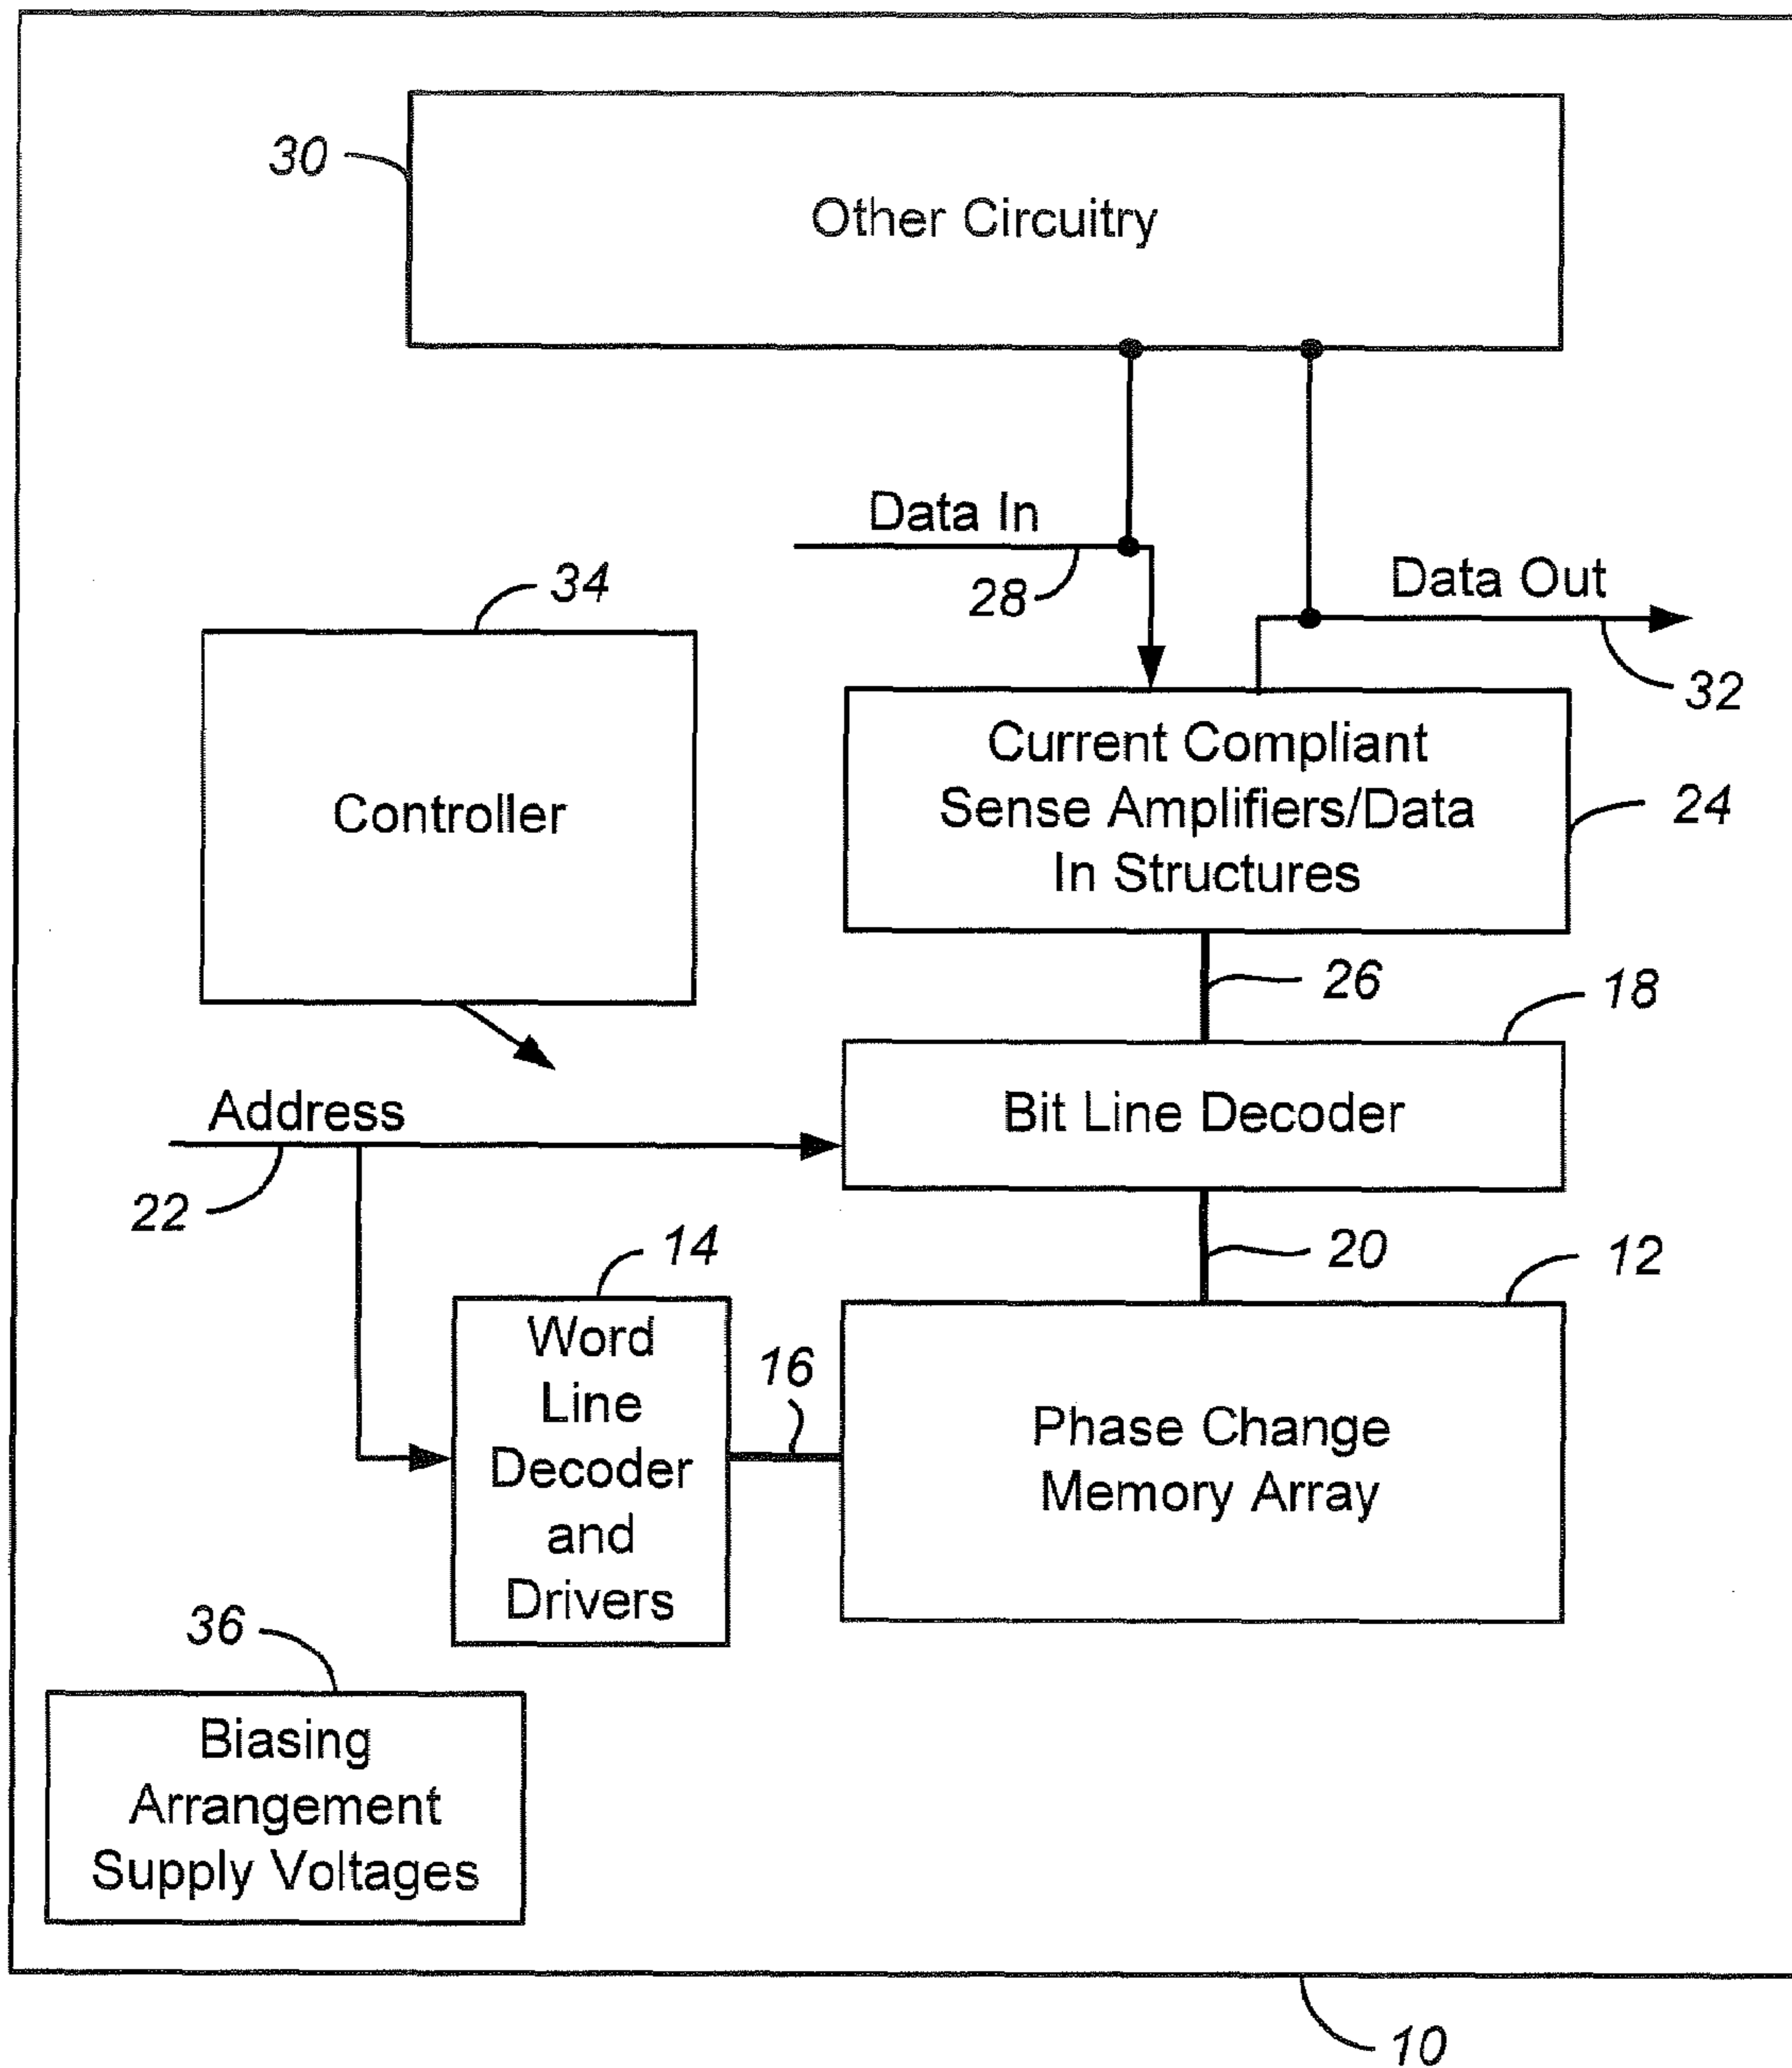 30
Other Circuitry
Data In
28
Data Out
32
34
Controller
Current Compliant
Sense Amplifiers/Data
In Structures
24
26
18
Address
22
Bit Line Decoder
20
12
14
Word
Line
Decoder
and
Drivers
16
Phase Change
Memory Array
36
Biasing
Arrangement
Supply Voltages
10